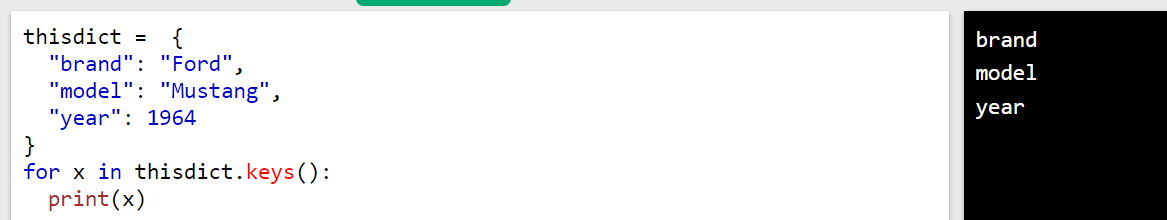 thisdict =  {
  "brand": "Ford",
  "model": "Mustang",
  "year": 1964
}
for x in thisdict.keys():
  print(x)
brand
model
year